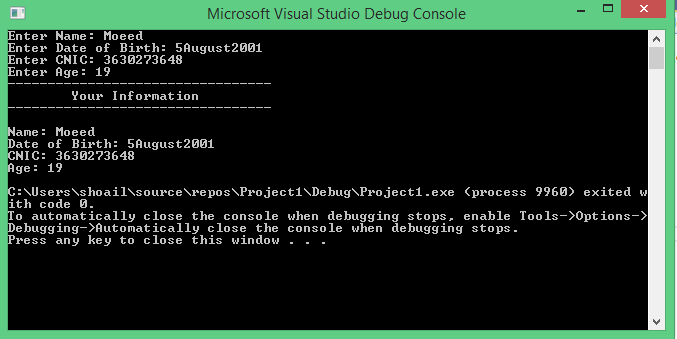 Microsoft Visual Studio Debug Console
Enter Name: Moeed
Enter Date of Birth: 5August2001
Enter CNIC: 3630273648
Enter Age: 19
---------------------------------
        Your Information
---------------------------------
Name: Moeed
Date of Birth: 5August2001
CNIC: 3630273648
Age: 19
C:\Users\shoail\source\repos\Project1\Debug\Project1.exe (process 9960) exited w
ith code 0.
To automatically close the console when debugging stops, enable Tools->Options->
Debugging->Automatically close the console when debugging stops.
Press any key to close this window . . .